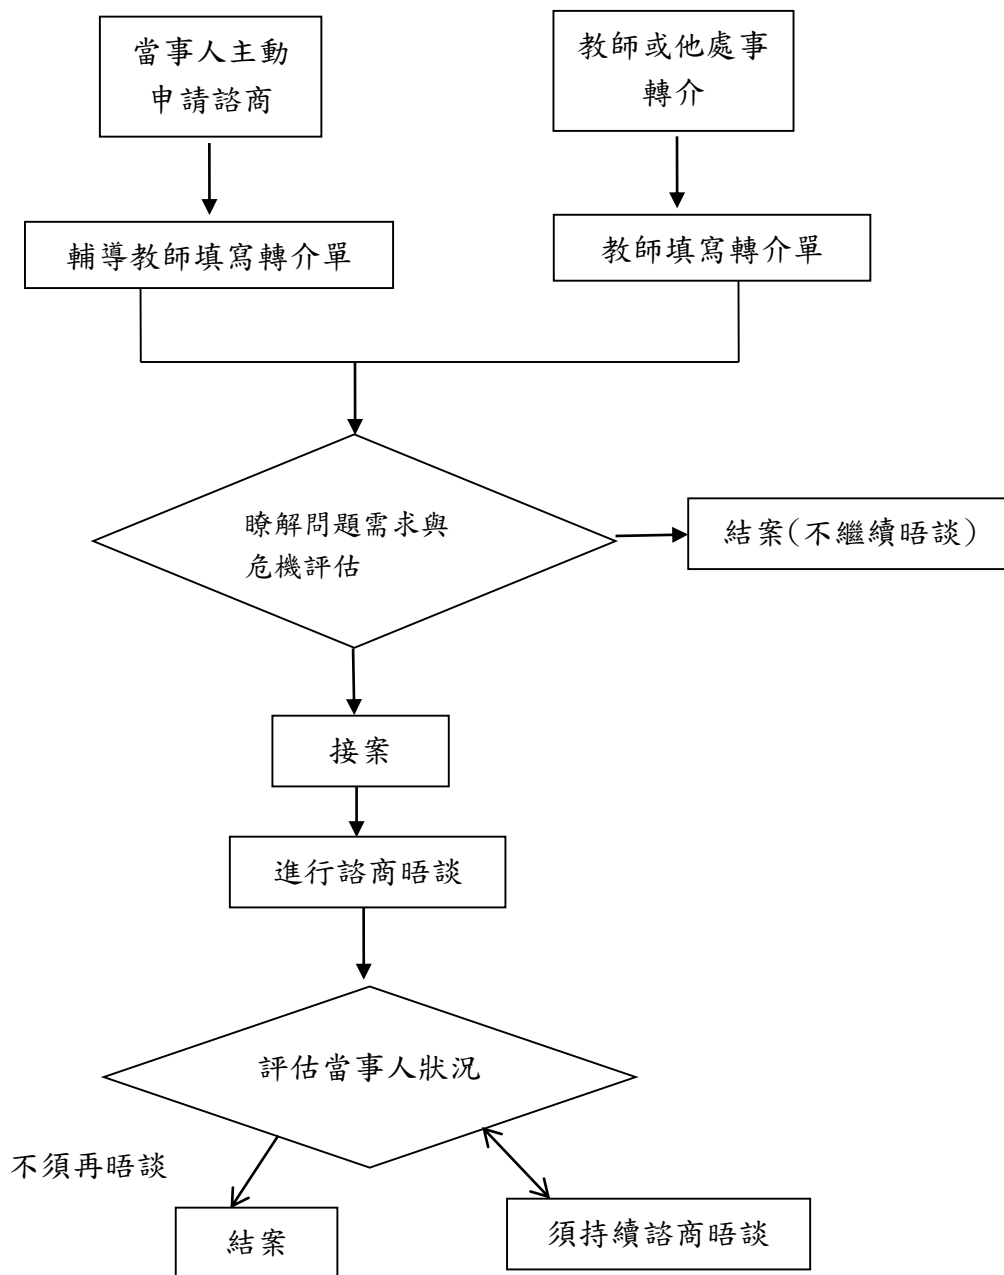 當事人主動
申請諮商
教師或他處事
轉介
輔導教師填寫轉介單
教師填寫轉介單
瞭解問題需求與
危機評估
結案(不繼續晤談)
接案
進行諮商晤談
評估當事人狀況
不須再晤談
結案
須持續諮商晤談